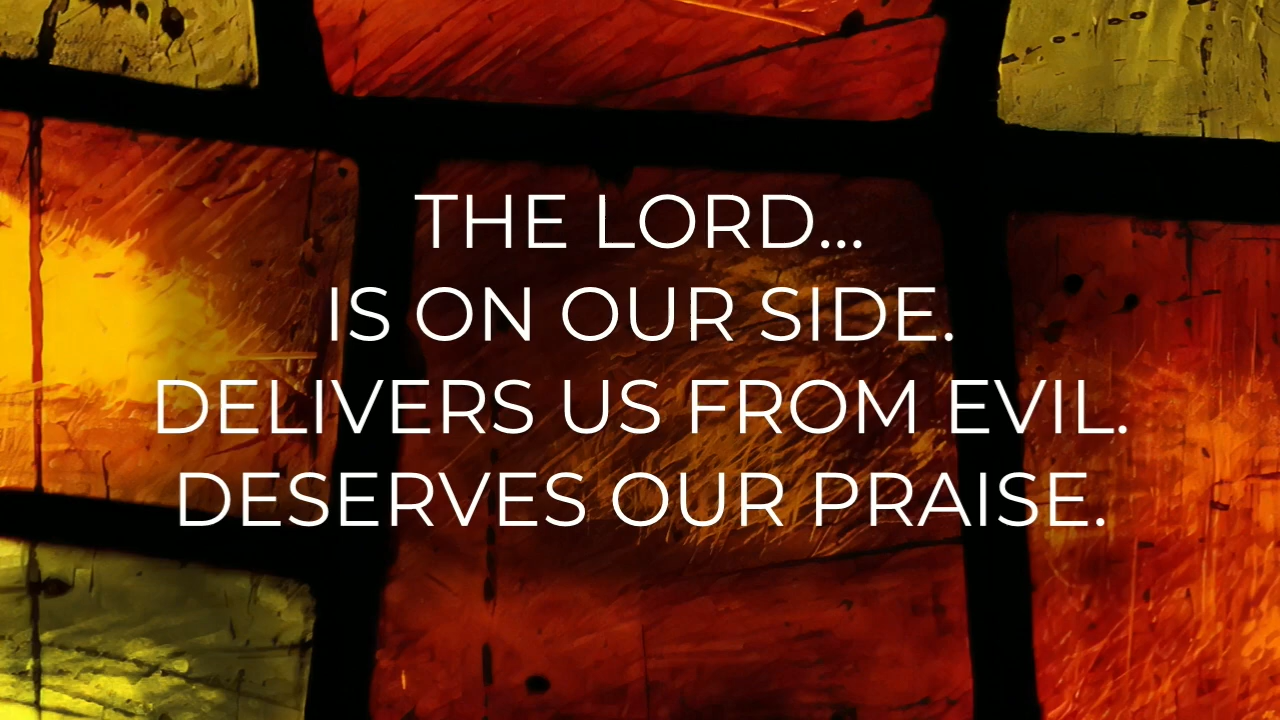 THE LORD...
IS ON OUR SIDE.
DELIVERS US FROM EVIL.
DESERVES OUR PRAISE.